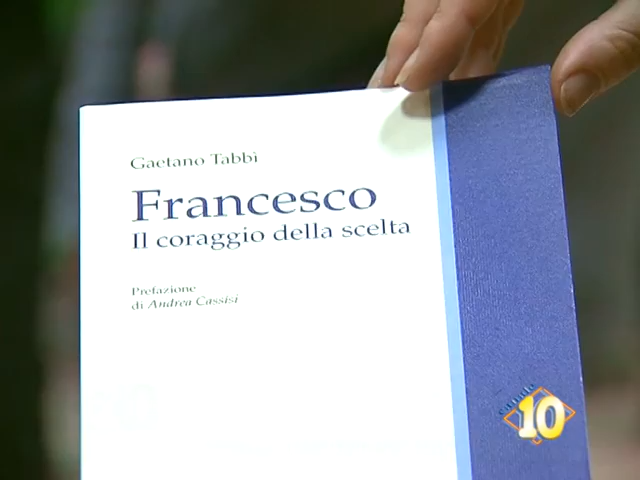 Gaetano Tabbì
Francesco
Il coraggio della scelta
Prefazione
di Andrea Cassisi
canale
10